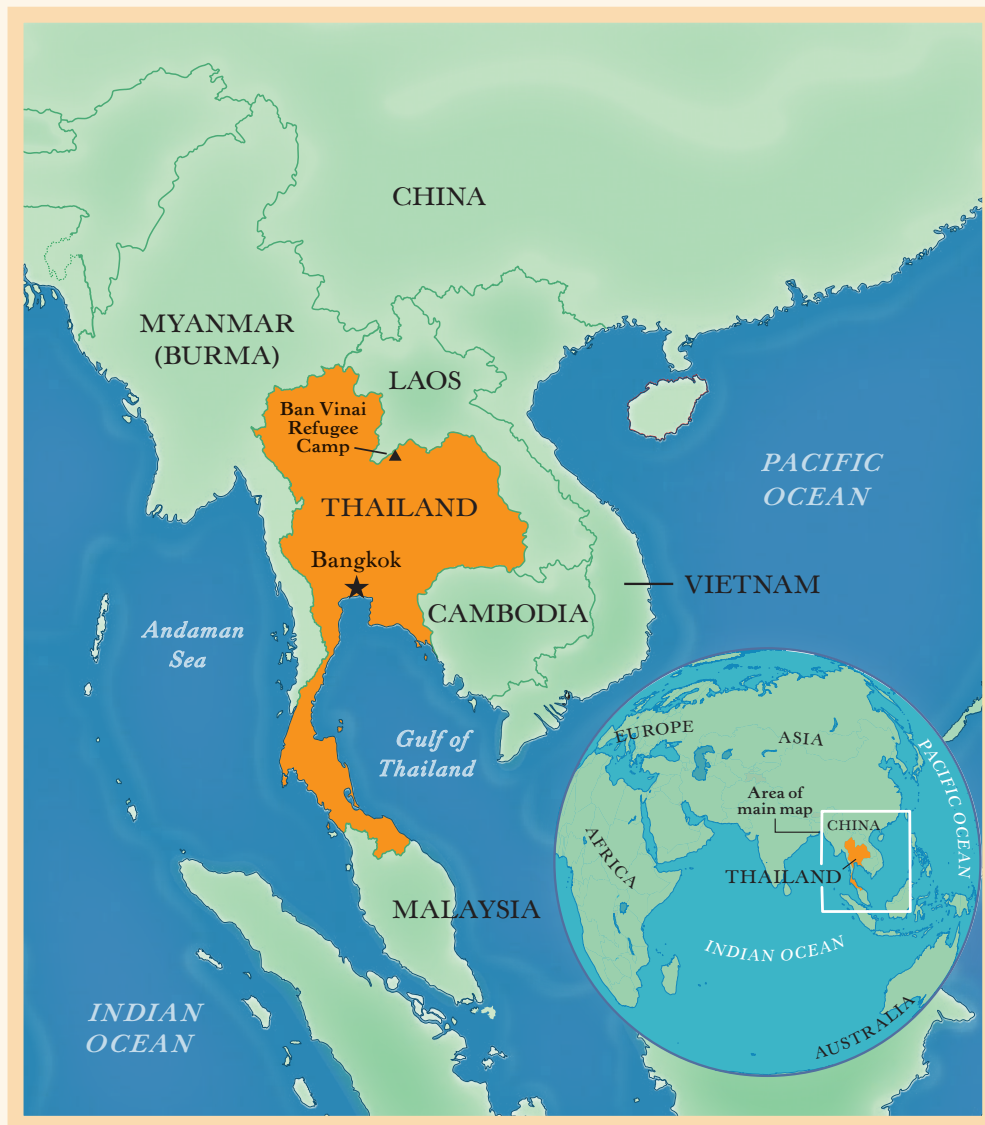 CHINA
MYANMAR
(BURMA)
LAOS
Ban Vinai
Refugee
Camp
PACIFIC
OCEAN
THAILAND
Bangkok
VIETNAM
CAMBODIA
Andaman
Sea
Gulf of
Thailand
MALAYSIA
INDIAN
OCEAN
EUROPE
ASIA
PACIFIC OCEAN
Area of
main map
CHINA
AFRICA
THAILAND
INDIAN OCEAN
AUSTRALIA